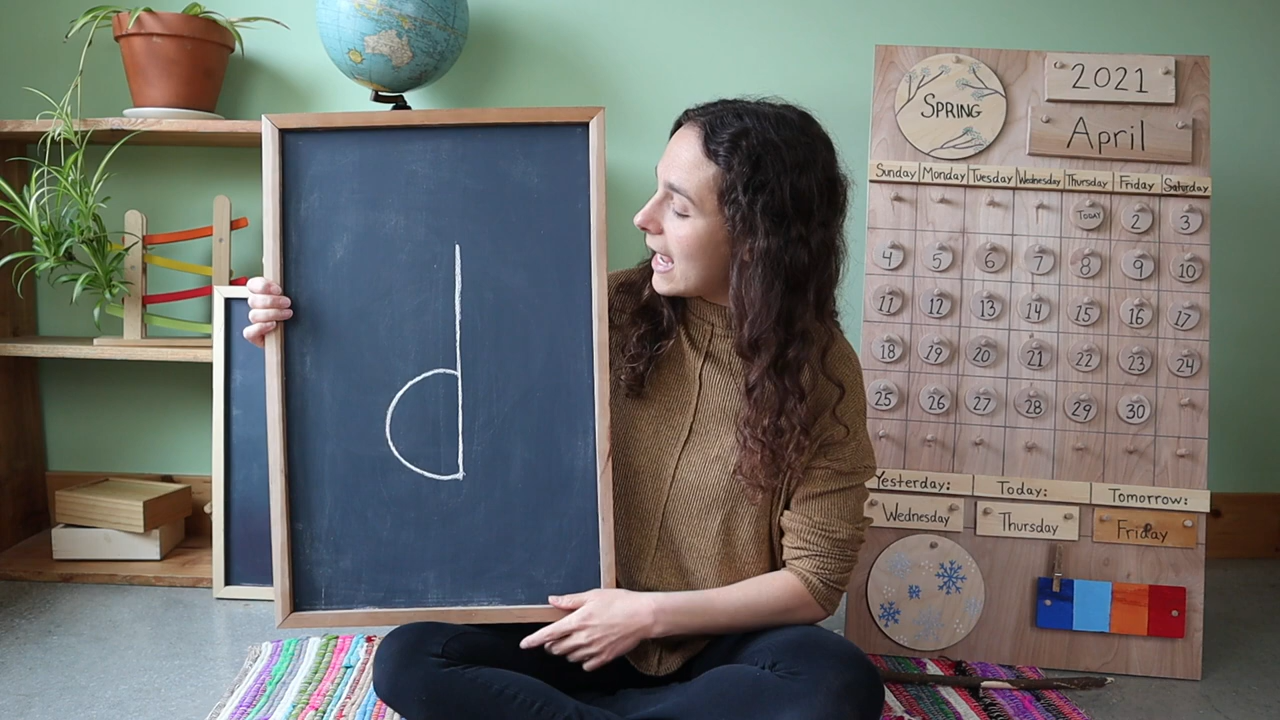 d
SPRING
2021
April
Sunday Monday Tuesday Wednesday Thursday Friday Saturday
TODAY 2 3
4 5 6 7 8 9 10
11 12 13 14 15 16 17
18 19 20 21 22 23 24
25 26 27 28 29 30
Yesterday: Today: Tomorrow:
Wednesday Thursday Friday